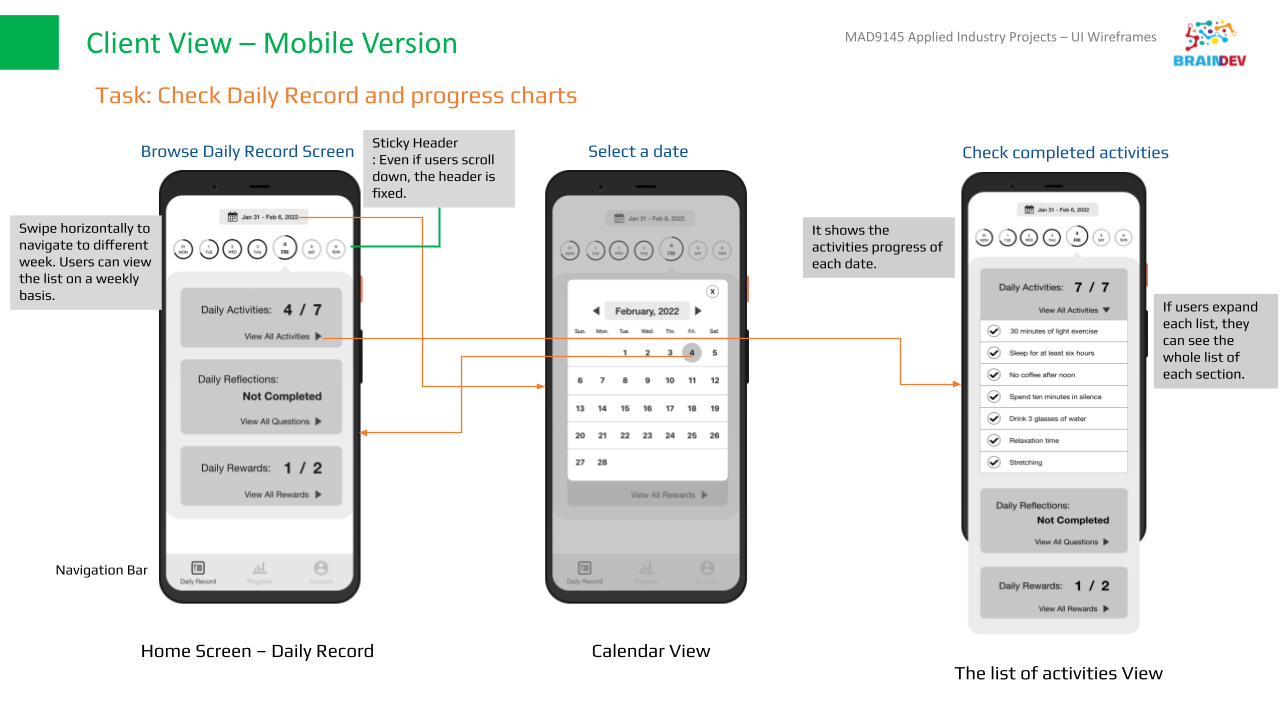 Client View – Mobile Version
MAD9145 Applied Industry Projects – UI Wireframes
BRAINDEV
Task: Check Daily Record and progress charts
Browse Daily Record Screen
Sticky Header
: Even if users scroll
down, the header is
fixed.
Swipe horizontally to
navigate to different
week. Users can view
the list on a weekly
basis.
Jan 31 - Feb 6, 2022
31 1 2 3 4 5 6
MON TUE WED THU FRI SAT SUN
Daily Activities: 4 / 7
View All Activities
Daily Reflections:
Not Completed
View All Questions
Daily Rewards: 1 / 2
View All Rewards
Navigation Bar
Daily Record Progress Account
Home Screen – Daily Record
Select a date
Jan 31 - Feb 6, 2022
31 1 2 3 4 5 6
MON TUE WED THU FRI SAT SUN
X
February, 2022
Sun. Mon. Tue. Wed. Thr. Fri. Sat.
1 2 3 4 5
6 7 8 9 10 11 12
13 14 15 16 17 18 19
20 21 22 23 24 25 26
27 28
View All Rewards
Daily Record Progress Account
Calendar View
Check completed activities
It shows the
activities progress of
each date.
Jan 31 - Feb 6, 2022
31 1 2 3 4 5 6
MON TUE WED THU FRI SAT SUN
Daily Activities: 7 / 7
View All Activities
30 minutes of light exercise
Sleep for at least six hours
No coffee after noon
Spend ten minutes in silence
Drink 3 glasses of water
Relaxation time
Stretching
Daily Reflections:
Not Completed
View All Questions
Daily Rewards: 1 / 2
View All Rewards
If users expand
each list, they
can see the
whole list of
each section.
The list of activities View